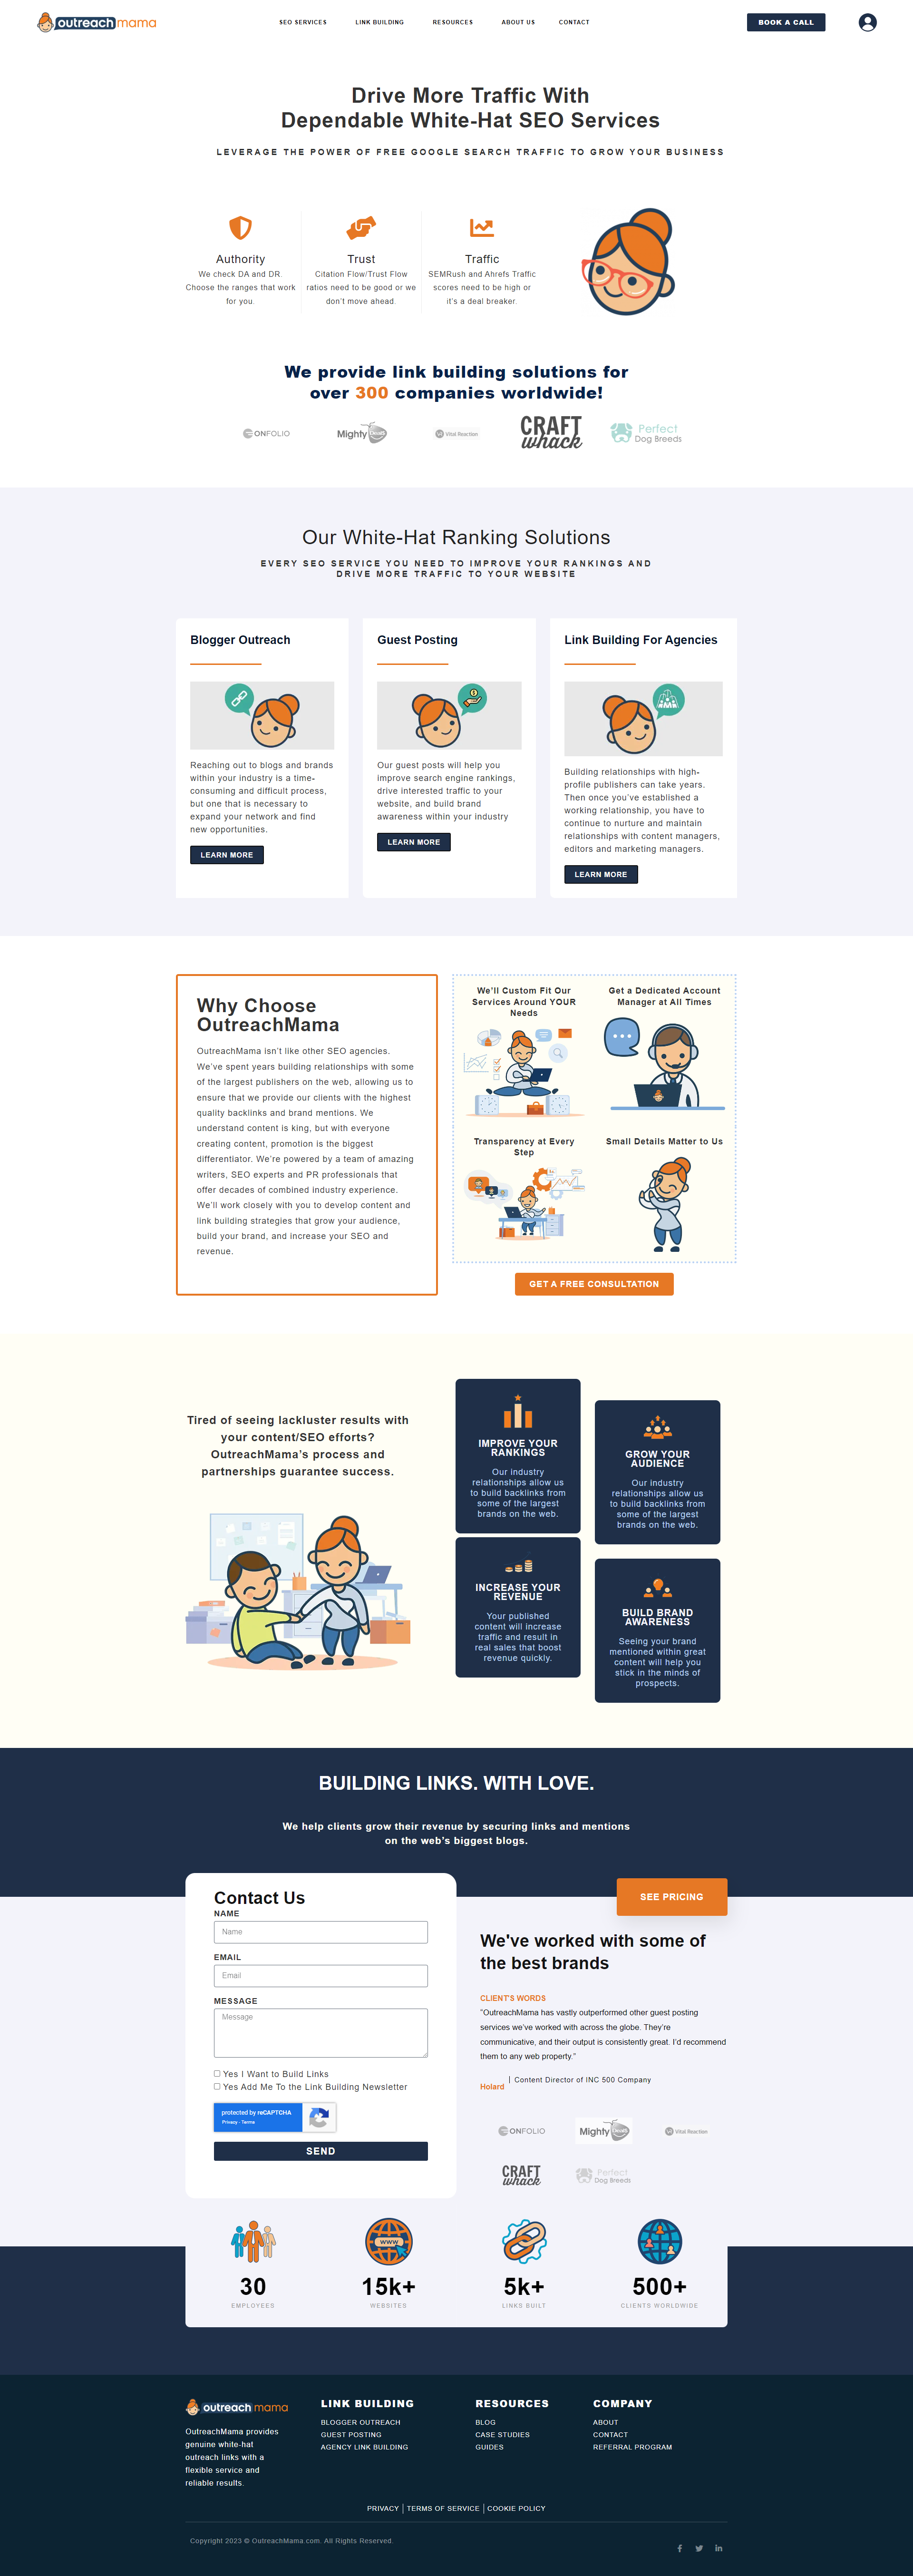 outreachmama
SEO SERVICES
LINK BUILDING
RESOURCES
ABOUT US
CONTACT
BOOK A CALL
Drive More Traffic With
Dependable White-Hat SEO Services
LEVERAGE THE POWER OF FREE GOOGLE SEARCH TRAFFIC TO GROW YOUR BUSINESS
Authority
We check DA and DR.
Choose the ranges that work
for you.
Trust
Citation Flow/Trust Flow
ratios need to be good or we
don't move ahead.
Traffic
SEMRush and Ahrefs Traffic
scores need to be high or
it's a deal breaker.
We provide link building solutions for
over 300 companies worldwide!
ONFOLIO
Mighty
Vital Reaction
CRAFT
whack
Perfect
Dog Breeds
Our White-Hat Ranking Solutions
EVERY SEO SERVICE YOU NEED TO IMPROVE YOUR RANKINGS AND
DRIVE MORE TRAFFIC TO YOUR WEBSITE
Blogger Outreach
Reaching out to blogs and brands
within your industry is a time-
consuming and difficult process,
but one that is necessary to
expand your network and find
new opportunities.
LEARN MORE
Guest Posting
Our guest posts will help you
improve search engine rankings,
drive interested traffic to your
website, and build brand
awareness within your industry
LEARN MORE
Link Building For Agencies
Building relationships with high-
profile publishers can take years.
Then once you've established a
working relationship, you have to
continue to nurture and maintain
relationships with content managers,
editors and marketing managers.
LEARN MORE
Why Choose
OutreachMama
OutreachMama isn't like other SEO agencies.
We've spent years building relationships with some
of the largest publishers on the web, allowing us to
ensure that we provide our clients with the highest
quality backlinks and brand mentions. We
understand content is king, but with everyone
creating content, promotion is the biggest
differentiator. We're powered by a team of amazing
writers, SEO experts and PR professionals that
offer decades of combined industry experience.
We'll work closely with you to develop content and
link building strategies that grow your audience,
build your brand, and increase your SEO and
revenue.
We'll Custom Fit Our
Services Around YOUR
Needs
Get a Dedicated Account
Manager at All Times
Transparency at Every
Step
Small Details Matter to Us
GET A FREE CONSULTATION
Tired of seeing lackluster results with
your content/SEO efforts?
OutreachMama's process and
partnerships guarantee success.
IMPROVE YOUR
RANKINGS
Our industry
relationships allow us
to build backlinks from
some of the largest
brands on the web.
GROW YOUR
AUDIENCE
Our industry
relationships allow us
to build backlinks from
some of the largest
brands on the web.
INCREASE YOUR
REVENUE
Your published
content will increase
traffic and result in
real sales that boost
revenue quickly.
BUILD BRAND
AWARENESS
Seeing your brand
mentioned within great
content will help you
stick in the minds of
prospects.
BUILDING LINKS. WITH LOVE.
We help clients grow their revenue by securing links and mentions
on the web's biggest blogs.
Contact Us
NAME
Name
EMAIL
Email
MESSAGE
Message
Yes I Want to Build Links
Yes Add Me To the Link Building Newsletter
protected by reCAPTCHA
Privacy - Terms
SEND
SEE PRICING
We've worked with some of
the best brands
CLIENT'S WORDS
"OutreachMama has vastly outperformed other guest posting
services we've worked with across the globe. They're
communicative, and their output is consistently great. I'd recommend
them to any web property."
Holard
Content Director of INC 500 Company
ONFOLIO
Mighty
Vital Reaction
CRAFT
whack
Perfect
Dog Breeds
WWW
30
EMPLOYEES
15k+
WEBSITES
5k+
LINKS BUILT
500+
CLIENTS WORLDWIDE
outreachmama
OutreachMama provides
genuine white-hat
outreach links with a
flexible service and
reliable results.
LINK BUILDING
BLOGGER OUTREACH
GUEST POSTING
AGENCY LINK BUILDING
RESOURCES
BLOG
CASE STUDIES
GUIDES
COMPANY
ABOUT
CONTACT
REFERRAL PROGRAM
PRIVACY
TERMS OF SERVICE
COOKIE POLICY
Copyright 2023 © OutreachMama.com. All Rights Reserved.